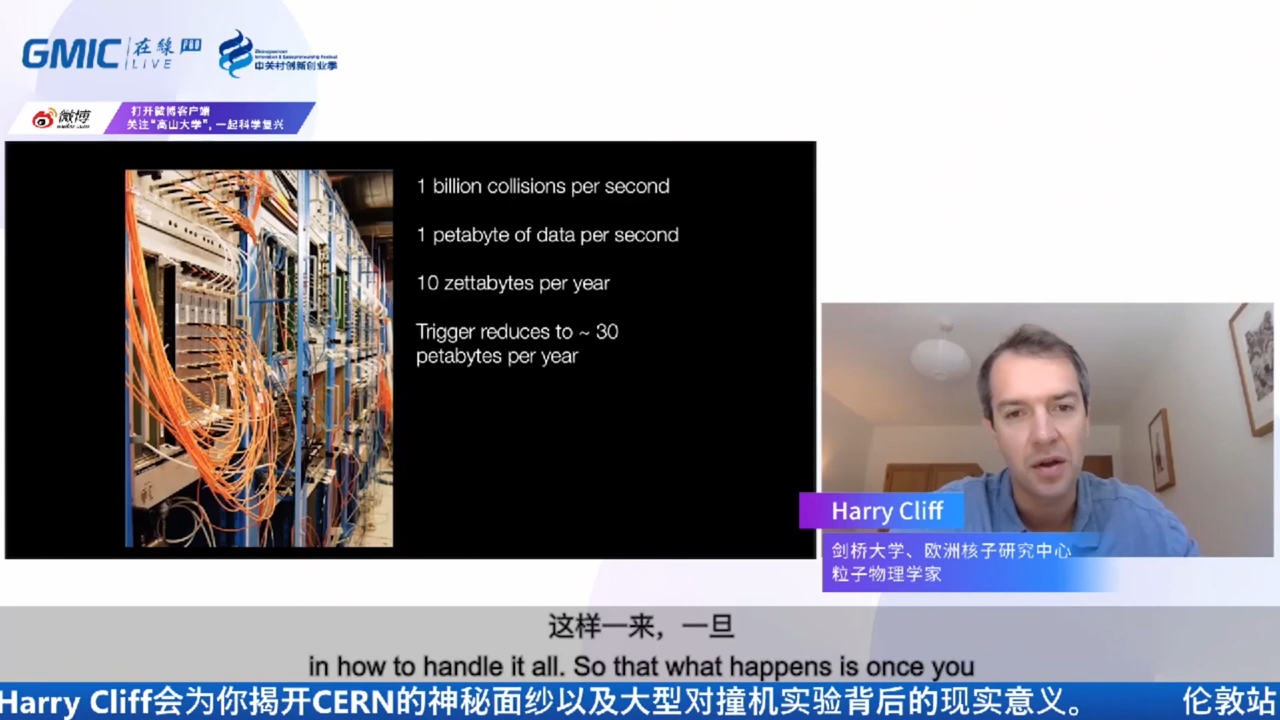 GMIC 在線 PRO
LIVE
中关村创新创业季
微博
打开微博客户端
关注“高山大学”, 一起科学复兴
1 billion collisions per second
1 petabyte of data per second
10 zettabytes per year
Trigger reduces to ~ 30
petabytes per year
Harry Cliff
剑桥大学、欧洲核子研究中心
粒子物理学家
这样一来，一旦
in how to handle it all. So that what happens is once you
Harry Cliff会为你揭开CERN的神秘面纱以及大型对撞机实验背后的现实意义。 伦敦站